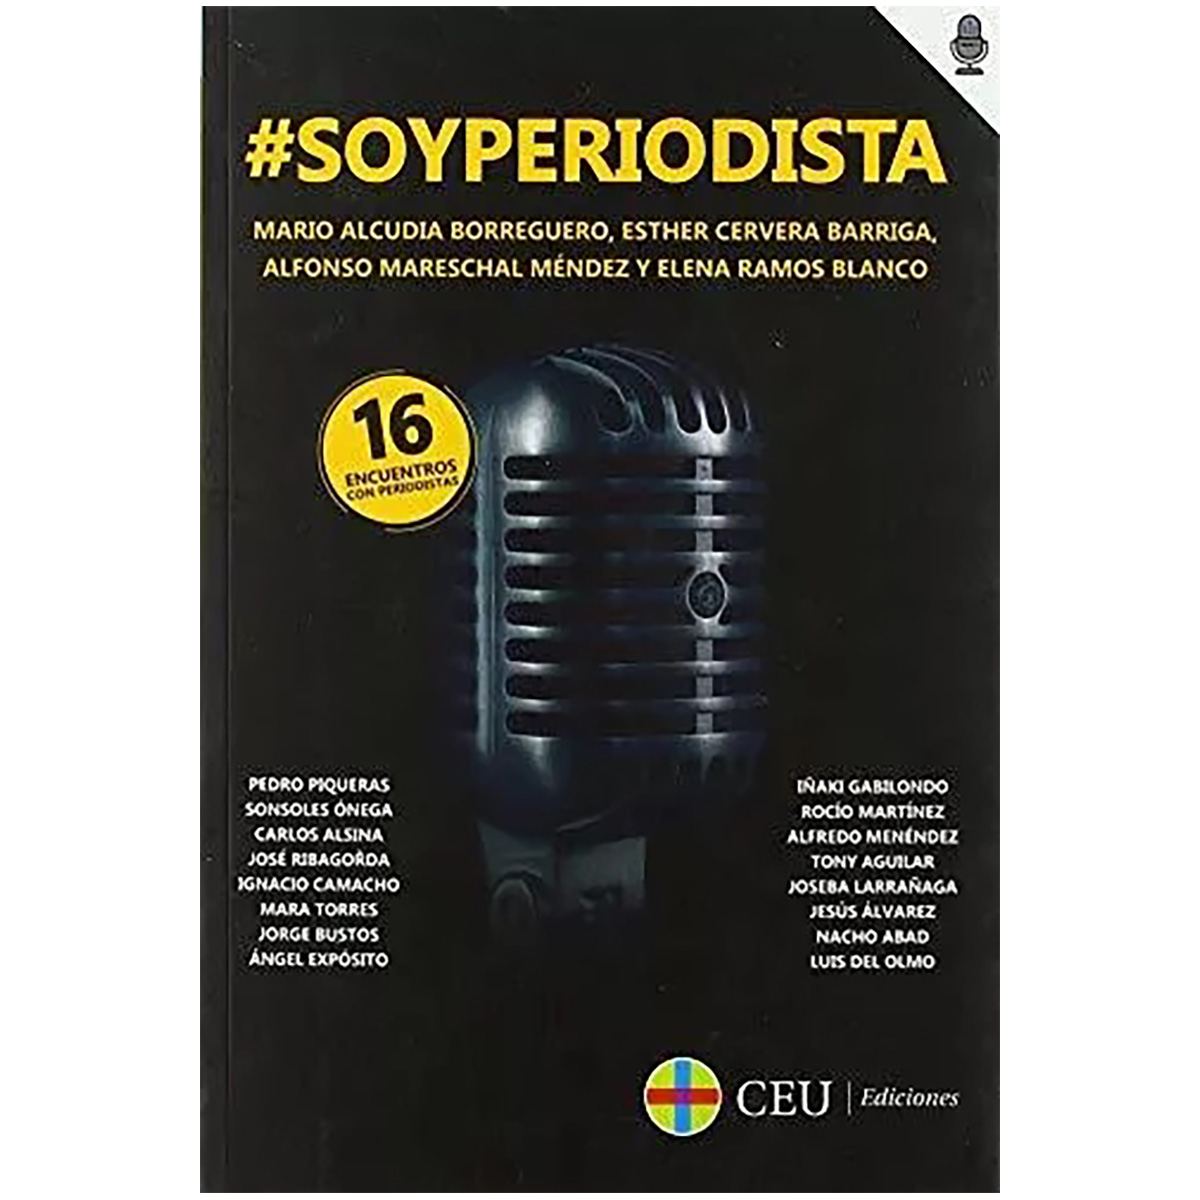 #SOYPERIODISTA
MARIO ALCUDIA BORREGUERO, ESTHER CERVERA BARRIGA,
ALFONSO MARESCHAL MÉNDEZ Y ELENA RAMOS BLANCO
16
ENCUENTROS
CON PERIODISTAS
PEDRO PIQUERAS
SONSOLES ÓNEGA
CARLOS ALSINA
JOSÉ RIBAGORDA
IGNACIO CAMACHO
MARA TORRES
JORGE BUSTOS
ÁNGEL EXPÓSITO
IÑAKI GABILONDO
ROCÍO MARTÍNEZ
ALFREDO MENÉNDEZ
TONY AGUILAR
JOSEBA LARRAÑAGA
JESÚS ÁLVAREZ
NACHO ABAD
LUIS DEL OLMO
CEU | Ediciones